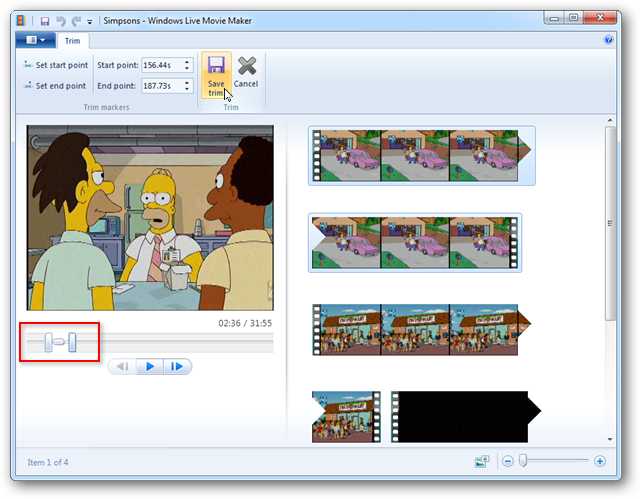 Simpsons - Windows Live Movie Maker
Trim
Set start point Start point: 156.44s
Set end point End point: 187.73s
Save trim Cancel
Trim markers Trim
02:36 / 31:55
Item 1 of 4